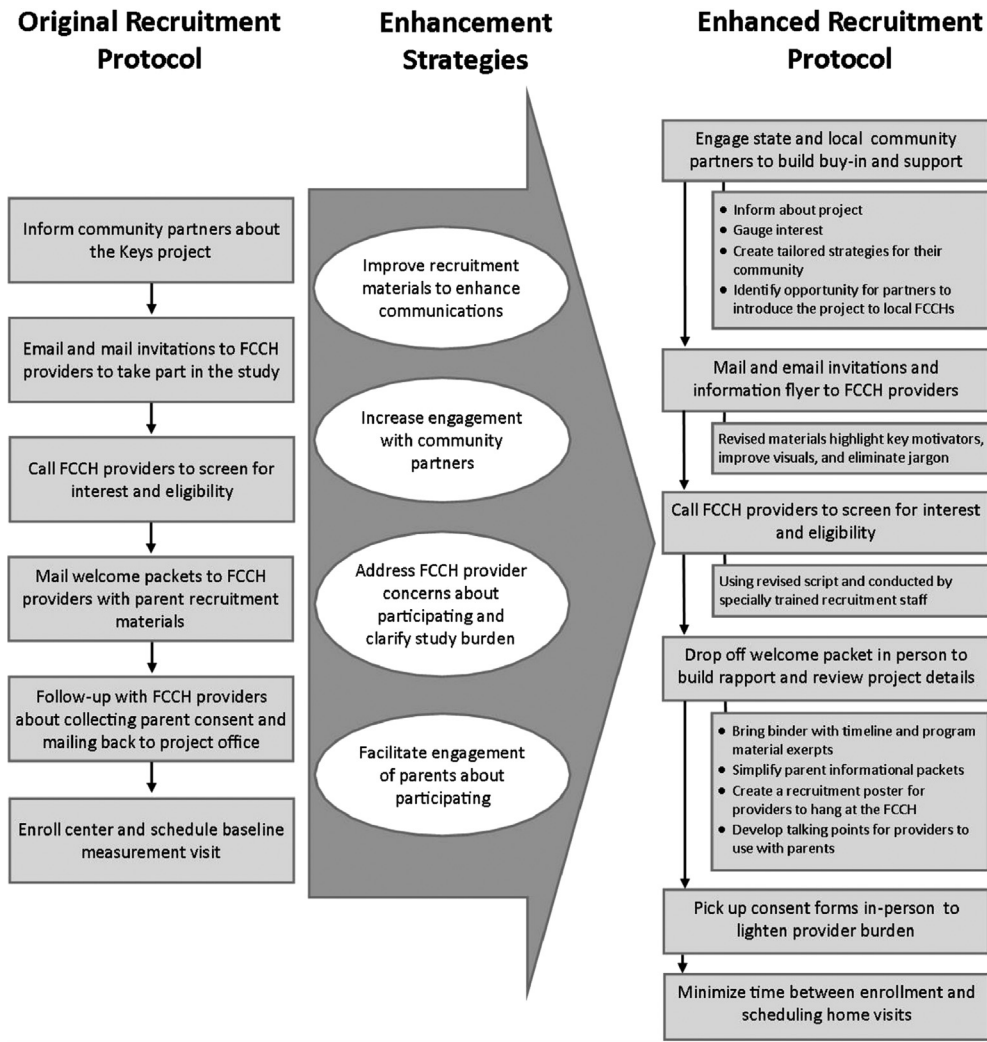 Original Recruitment
Protocol
Inform community partners about
the Keys project
Email and mail invitations to FCCH
providers to take part in the study
Call FCCH providers to screen for
interest and eligibility
Mail welcome packets to FCCH
providers with parent recruitment
materials
Follow-up with FCCH providers
about collecting parent consent and
mailing back to project office
Enroll center and schedule baseline
measurement visit
Enhancement
Strategies
Improve recruitment
materials to enhance
communications
Increase engagement
with community
partners
Address FCCH provider
concerns about
participating and
clarify study burden
Facilitate engagement
of parents about
participating
Enhanced Recruitment
Protocol
Engage state and local community
partners to build buy-in and support
• Inform about project
• Gauge interest
• Create tailored strategies for their
community
• Identify opportunity for partners to
introduce the project to local FCCHs
Mail and email invitations and
information flyer to FCCH providers
Revised materials highlight key motivators,
improve visuals, and eliminate jargon
Call FCCH providers to screen for interest
and eligibility
Using revised script and conducted by
specially trained recruitment staff
Drop off welcome packet in person to
build rapport and review project details
• Bring binder with timeline and program
material exerpts
• Simplify parent informational packets
• Create a recruitment poster for
providers to hang at the FCCH
• Develop talking points for providers to
use with parents
Pick up consent forms in-person to
lighten provider burden
Minimize time between enrollment and
scheduling home visits